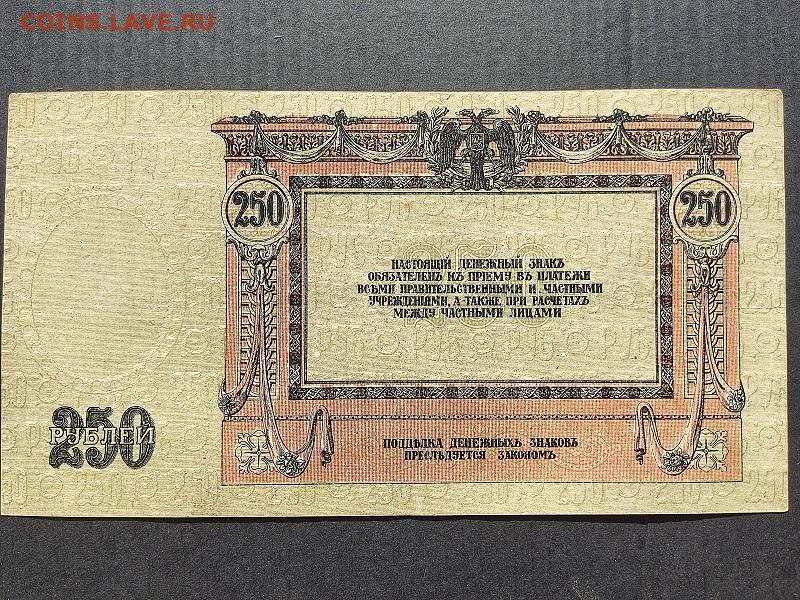 COINS.LAVE.RU
250
250
НАСТОЯЩІЙ ДЕНЕЖНЫЙ ЗНАКЪ
ОБЯЗАТЕЛЕНЪ КЪ ПРІЕМУ ВЪ ПЛАТЕЖИ
ВСѢМИ ПРАВИТЕЛЬСТВЕННЫМИ И ЧАСТНЫМИ
УЧРЕЖДЕНІЯМИ, А ТАКЖЕ ПРИ РАСЧЕТАХЪ
МЕЖДУ ЧАСТНЫМИ ЛИЦАМИ
250
РУБЛЕЙ
ПОДДѢЛКА ДЕНЕЖНЫХЪ ЗНАКОВЪ
ПРЕСЛѢДУЕТСЯ ЗАКОНОМЪ